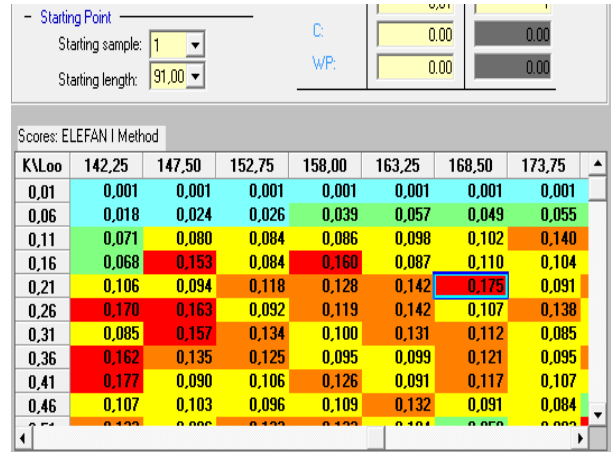 Starting Point
Starting sample: 1
Starting length: 91,00
C: 0.00 0.00
WP: 0.00 0.00
Scores: ELEFAN I Method
K\Loo 142,25 147,50 152,75 158,00 163,25 168,50 173,75
0,01 0,001 0,001 0,001 0,001 0,001 0,001 0,001
0,06 0,018 0,024 0,026 0,039 0,057 0,049 0,055
0,11 0,071 0,080 0,084 0,086 0,098 0,102 0,140
0,16 0,068 0,153 0,084 0,160 0,087 0,110 0,104
0,21 0,106 0,094 0,118 0,128 0,142 0,175 0,091
0,26 0,170 0,163 0,092 0,119 0,142 0,107 0,138
0,31 0,085 0,157 0,134 0,100 0,131 0,112 0,085
0,36 0,162 0,135 0,125 0,095 0,099 0,121 0,095
0,41 0,177 0,090 0,106 0,126 0,091 0,117 0,107
0,46 0,107 0,103 0,096 0,109 0,132 0,091 0,084